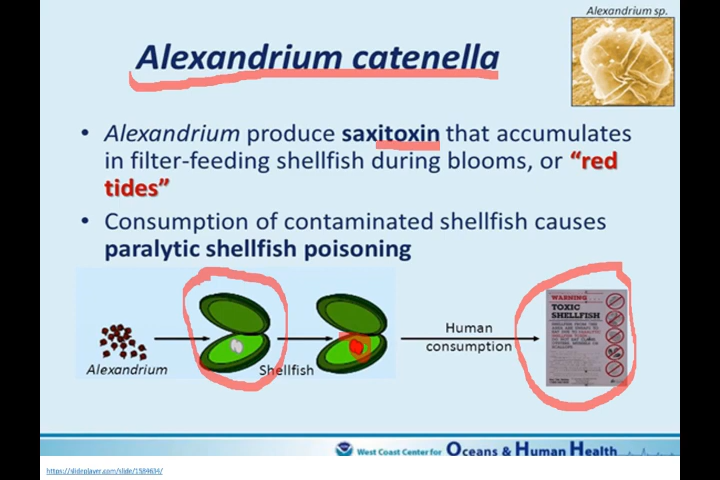 Alexandrium sp.
Alexandrium catenella
• Alexandrium produce saxitoxin that accumulates
in filter-feeding shellfish during blooms, or “red
tides”
• Consumption of contaminated shellfish causes
paralytic shellfish poisoning
Alexandrium
Shellfish
Human
consumption
WARNING
TOXIC
SHELLFISH
West Coast Center for Oceans & Human Health
https://slideplayer.com/slide/1584634/